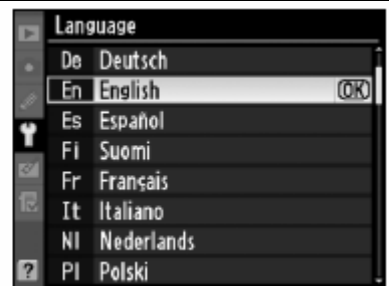 Language
De Deutsch
En English OK
Es Español
Fi Suomi
Fr Français
It Italiano
Nl Nederlands
Pl Polski
?